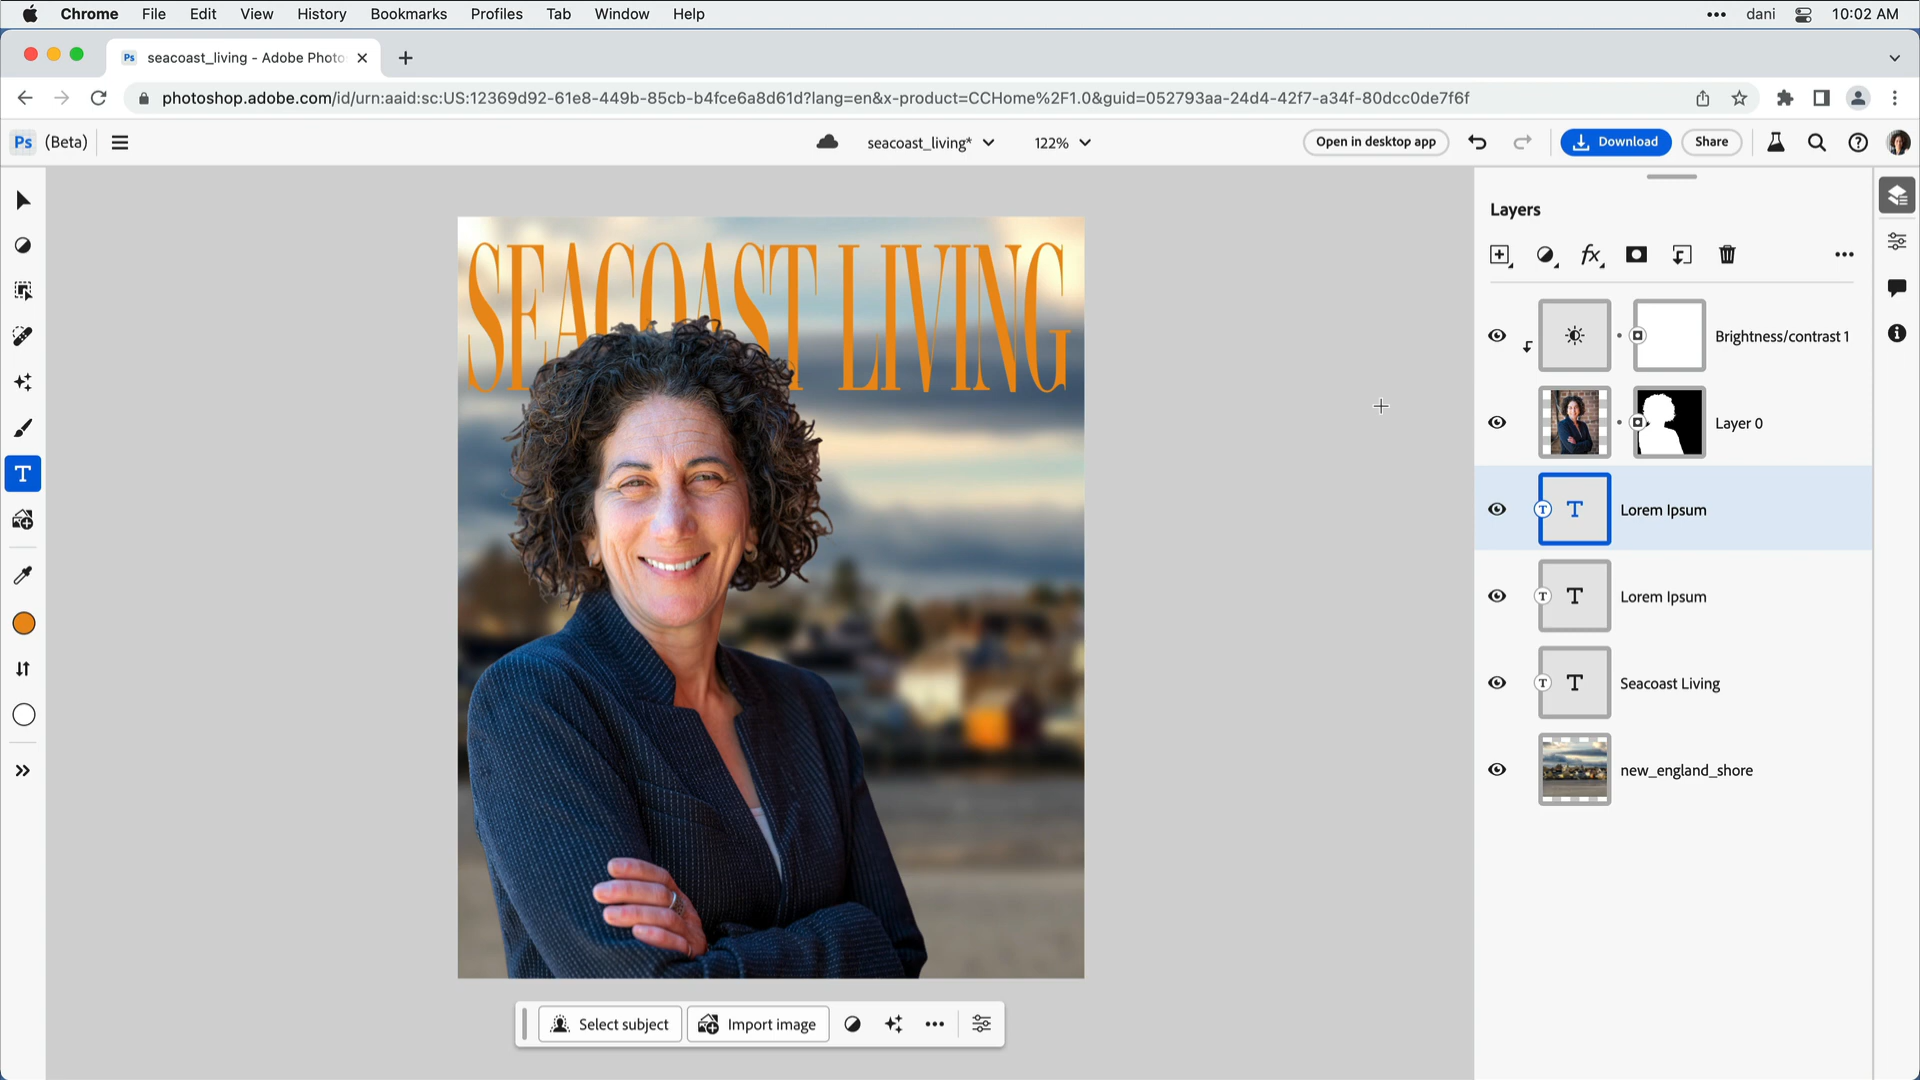 Chrome File Edit View History Bookmarks Profiles Tab Window Help dani 10:02 AM
Ps seacoast_living - Adobe Photo
photoshop.adobe.com/id/urn:aaid:sc:US:12369d92-61e8-449b-85cb-b4fce6a8d61d?lang=en&x-product=CCHome%2F1.0&guid=052793aa-24d4-42f7-a34f-80dcc0de7f6f
Ps (Beta) seacoast_living* 122% Open in desktop app Download Share
SEACOAST LIVING
Layers
fx
Brightness/contrast 1
Layer 0
T T Lorem Ipsum
T T Lorem Ipsum
T T Seacoast Living
new_england_shore
T
Select subject Import image